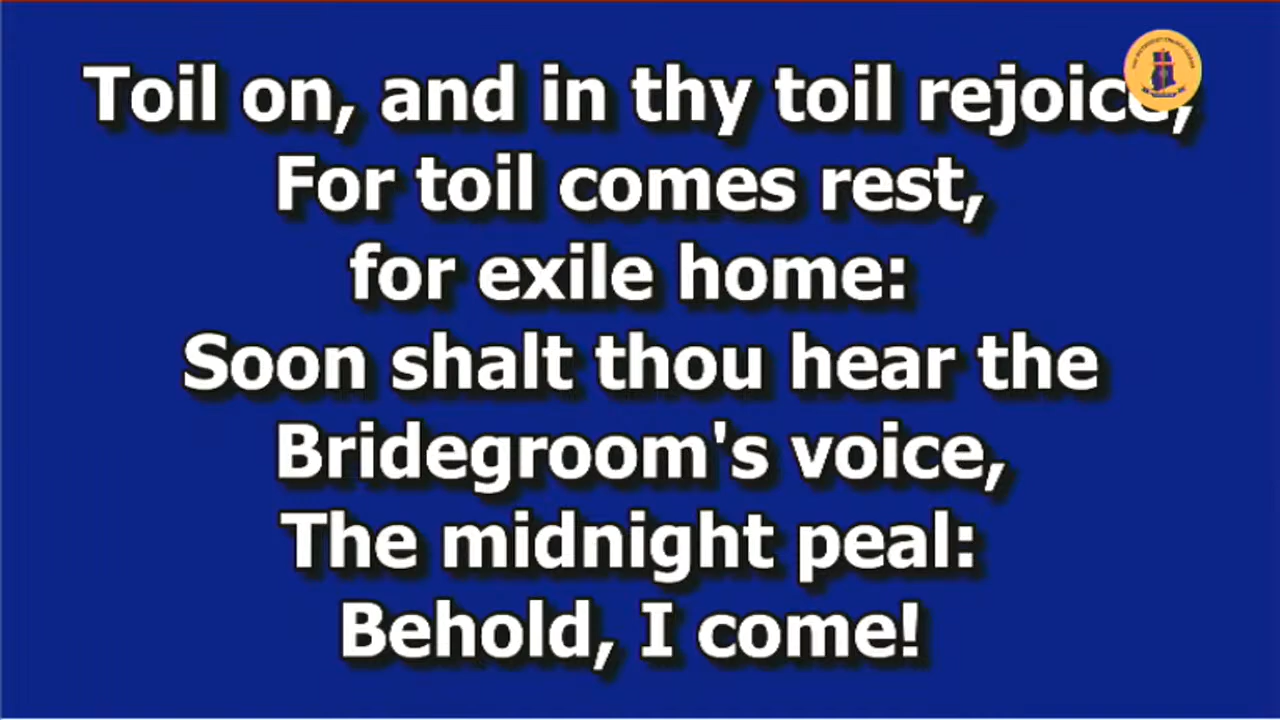 Toil on, and in thy toil rejoice,
For toil comes rest,
for exile home:
Soon shalt thou hear the
Bridegroom's voice,
The midnight peal:
Behold, I come!